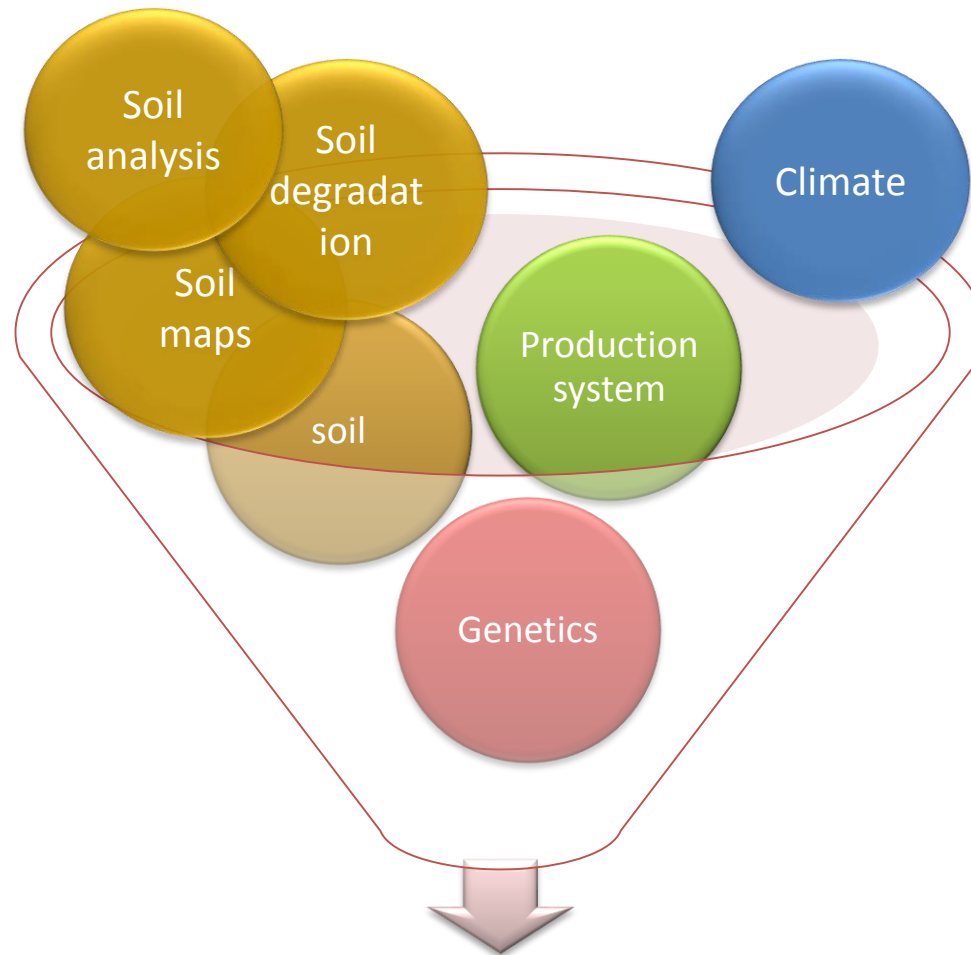 Soil
analysis
Soil
degradat
ion
Climate
Soil
maps
Production
system
soil
Genetics